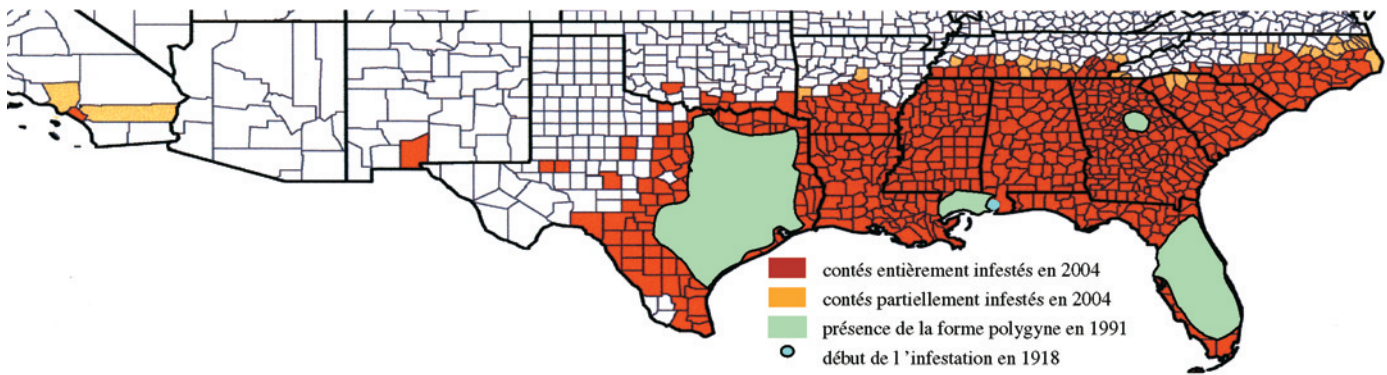 contés entièrement infestés en 2004
contés partiellement infestés en 2004
présence de la forme polygyne en 1991
début de l 'infestation en 1918